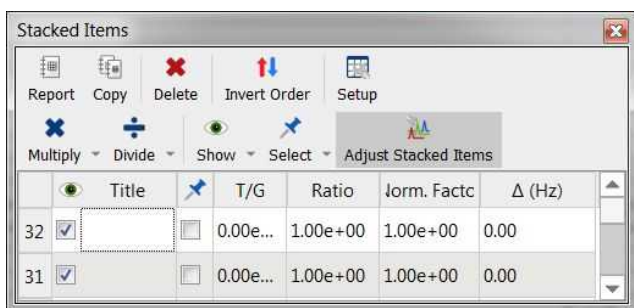 Stacked Items
Report Copy Delete Invert Order Setup
Multiply Divide Show Select Adjust Stacked Items
Title T/G Ratio Norm. Facto Δ (Hz)
32 0.00e... 1.00e+00 1.00e+00 0.00
31 0.00e... 1.00e+00 1.00e+00 0.00